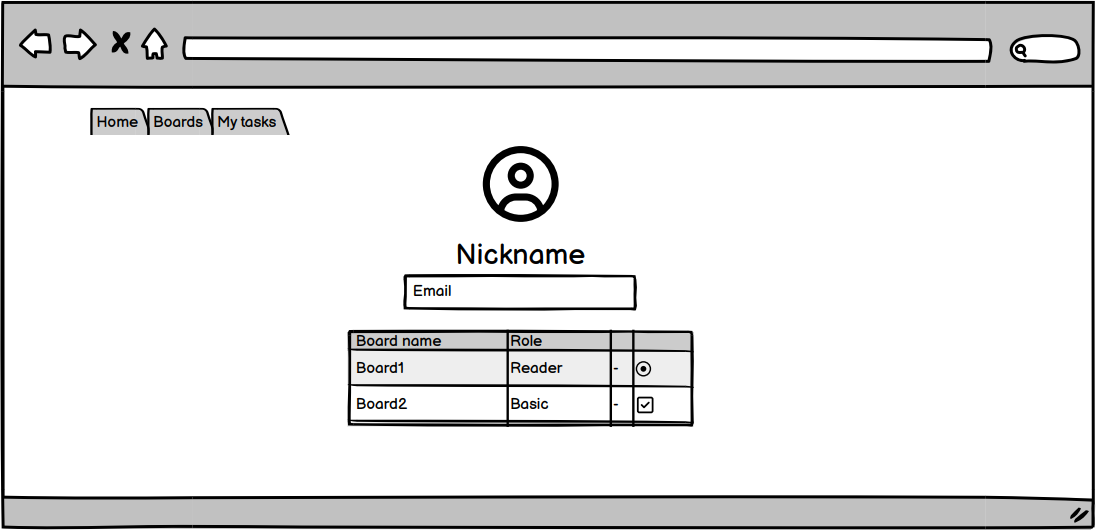 Home Boards My tasks
Nickname
Email
Board name Role
Board1 Reader -
Board2 Basic -